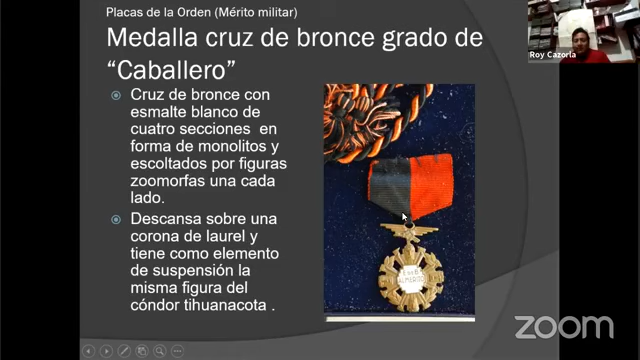 Placas de la Orden (Mérito militar)
Medalla cruz de bronce grado de
“Caballero”
Cruz de bronce con
esmalte blanco de
cuatro secciones en
forma de monolitos y
escoltados por figuras
zoomorfas una cada
lado.
Descansa sobre una
corona de laurel y
tiene como elemento
de suspensión la
misma figura del
cóndor tihuanacota .
Roy Cazorla
zoom